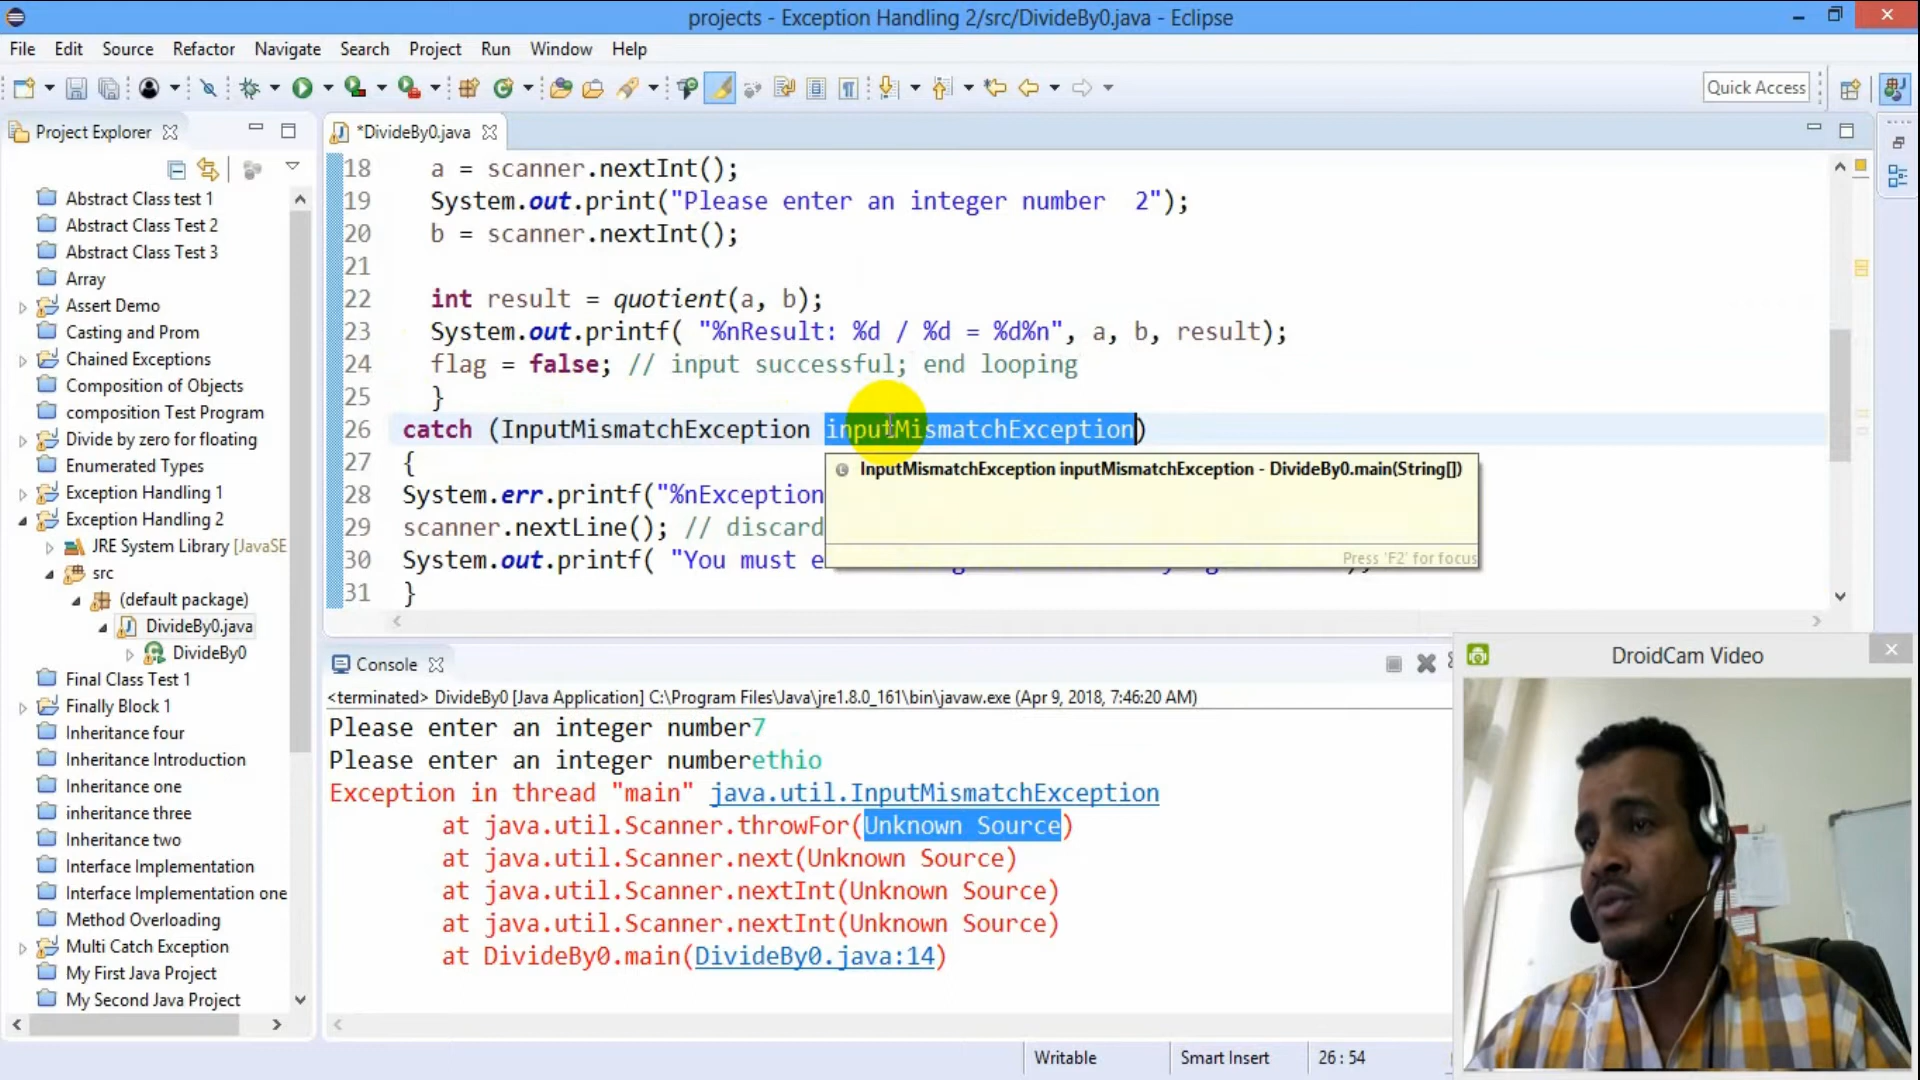 projects - Exception Handling 2/src/DivideBy0.java - Eclipse
File Edit Source Refactor Navigate Search Project Run Window Help
Quick Access
Project Explorer
Abstract Class test 1
Abstract Class Test 2
Abstract Class Test 3
Array
Assert Demo
Casting and Prom
Chained Exceptions
Composition of Objects
composition Test Program
Divide by zero for floating
Enumerated Types
Exception Handling 1
Exception Handling 2
JRE System Library [JavaSE
src
(default package)
DivideBy0.java
DivideBy0
Final Class Test 1
Finally Block 1
Inheritance four
Inheritance Introduction
Inheritance one
inheritance three
Inheritance two
Interface Implementation
Interface Implementation one
Method Overloading
Multi Catch Exception
My First Java Project
My Second Java Project
*DivideBy0.java
18 a = scanner.nextInt();
19 System.out.print("Please enter an integer number  2");
20 b = scanner.nextInt();
21
22 int result = quotient(a, b);
23 System.out.printf( "%nResult: %d / %d = %d%n", a, b, result);
24 flag = false; // input successful; end looping
25 }
26 catch (InputMismatchException inputMismatchException)
27 {
28 System.err.printf("%nException
29 scanner.nextLine(); // discard
30 System.out.printf( "You must e
31 }
InputMismatchException inputMismatchException - DivideBy0.main(String[])
Press 'F2' for focus
Console
<terminated> DivideBy0 [Java Application] C:\Program Files\Java\jre1.8.0_161\bin\javaw.exe (Apr 9, 2018, 7:46:20 AM)
Please enter an integer number7
Please enter an integer numberethio
Exception in thread "main" java.util.InputMismatchException
at java.util.Scanner.throwFor(Unknown Source)
at java.util.Scanner.next(Unknown Source)
at java.util.Scanner.nextInt(Unknown Source)
at java.util.Scanner.nextInt(Unknown Source)
at DivideBy0.main(DivideBy0.java:14)
DroidCam Video
Writable Smart Insert 26 : 54